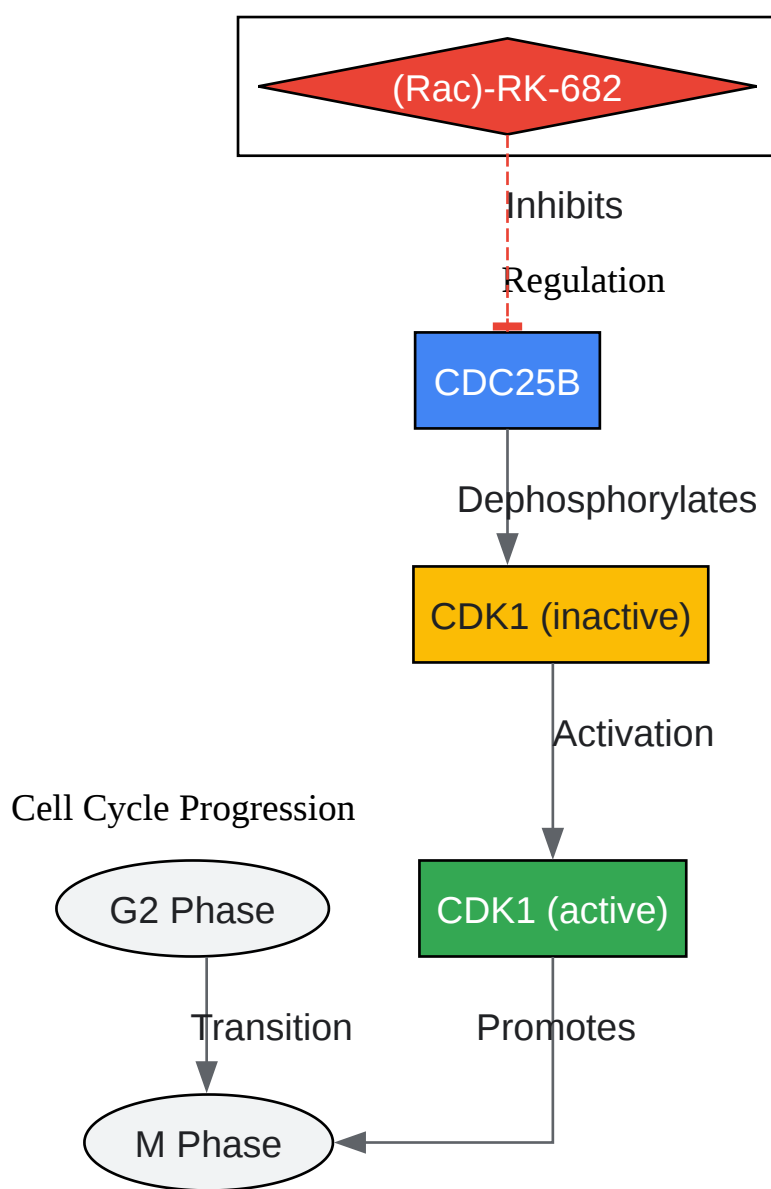 (Rac)-RK-682
Inhibits
Regulation
CDC25B
Dephosphorylates
CDK1 (inactive)
Activation
Cell Cycle Progression
G2 Phase
CDK1 (active)
Transition
Promotes
M Phase